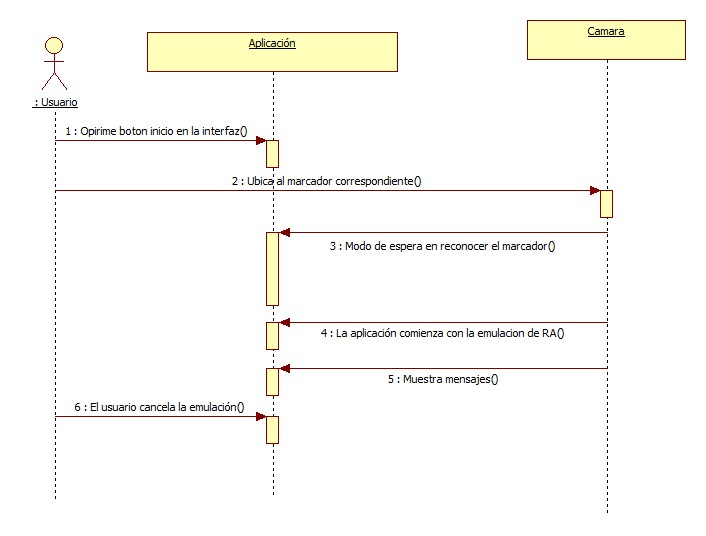 Camara
Aplicación
: Usuario
1 : Opirime boton inicio en la interfaz()
2 : Ubica al marcador correspondiente()
3 : Modo de espera en reconocer el marcador()
4 : La aplicación comienza con la emulacion de RA()
5 : Muestra mensajes()
6 : El usuario cancela la emulación()